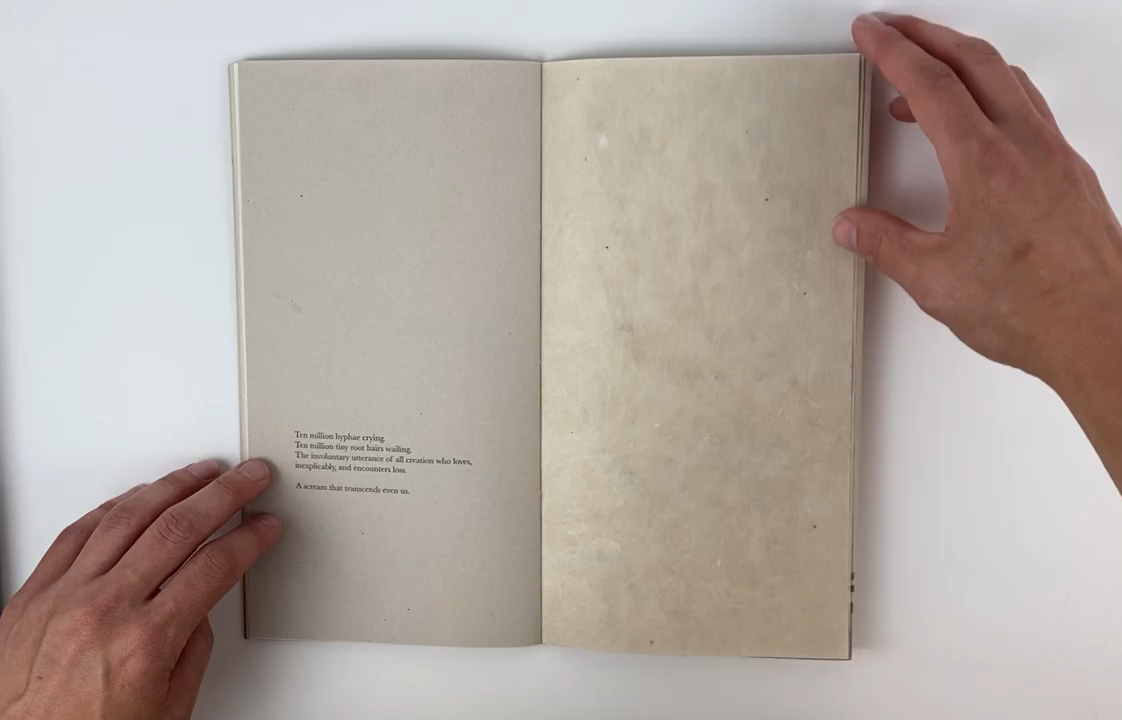 Ten million hyphae crying.
Ten million tiny root hairs wailing.
The involuntary utterance of all creation who loves,
inexplicably, and encounters loss.
A scream that transcends even us.